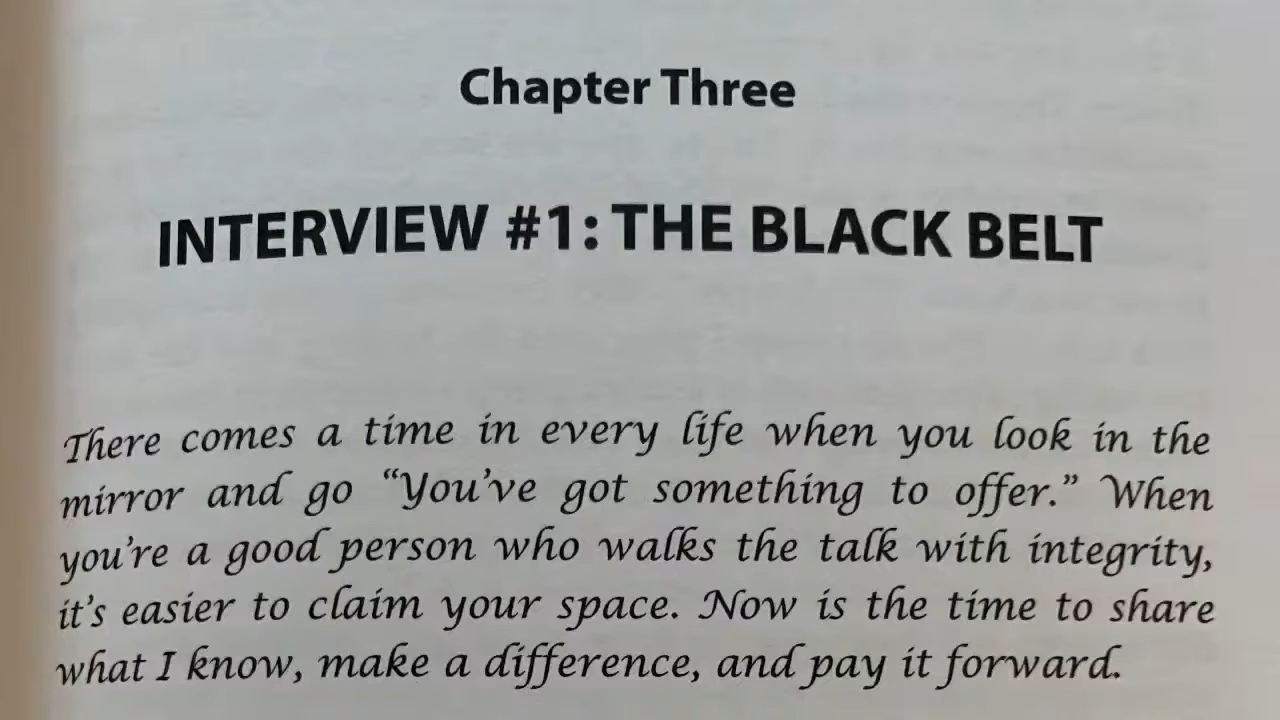 Chapter Three
INTERVIEW #1: THE BLACK BELT
There comes a time in every life when you look in the
mirror and go “You’ve got something to offer.” When
you’re a good person who walks the talk with integrity,
it’s easier to claim your space. Now is the time to share
what I know, make a difference, and pay it forward.